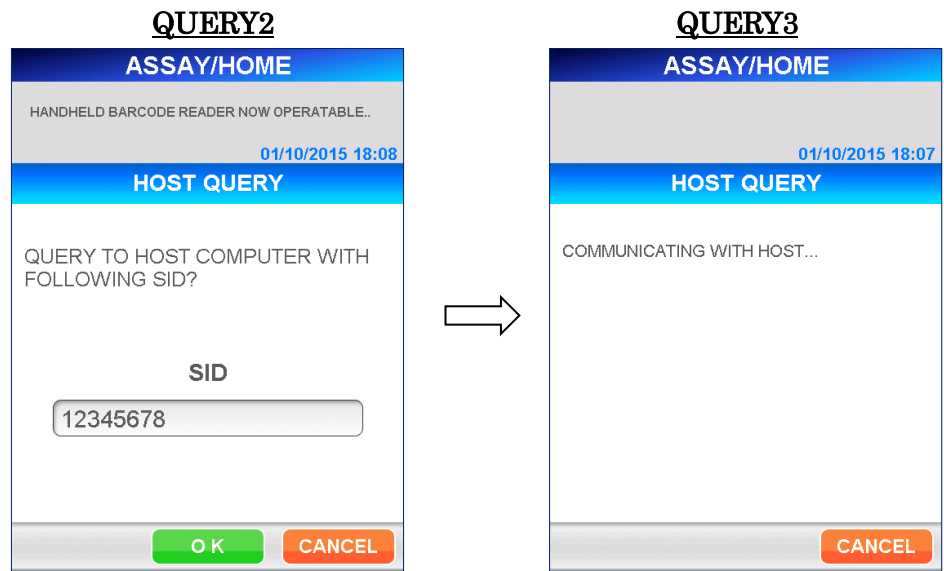 QUERY2
ASSAY/HOME
HANDHELD BARCODE READER NOW OPERATABLE..
01/10/2015 18:08
HOST QUERY
QUERY TO HOST COMPUTER WITH
FOLLOWING SID?
SID
12345678
O K
CANCEL
QUERY3
ASSAY/HOME
01/10/2015 18:07
HOST QUERY
COMMUNICATING WITH HOST...
CANCEL